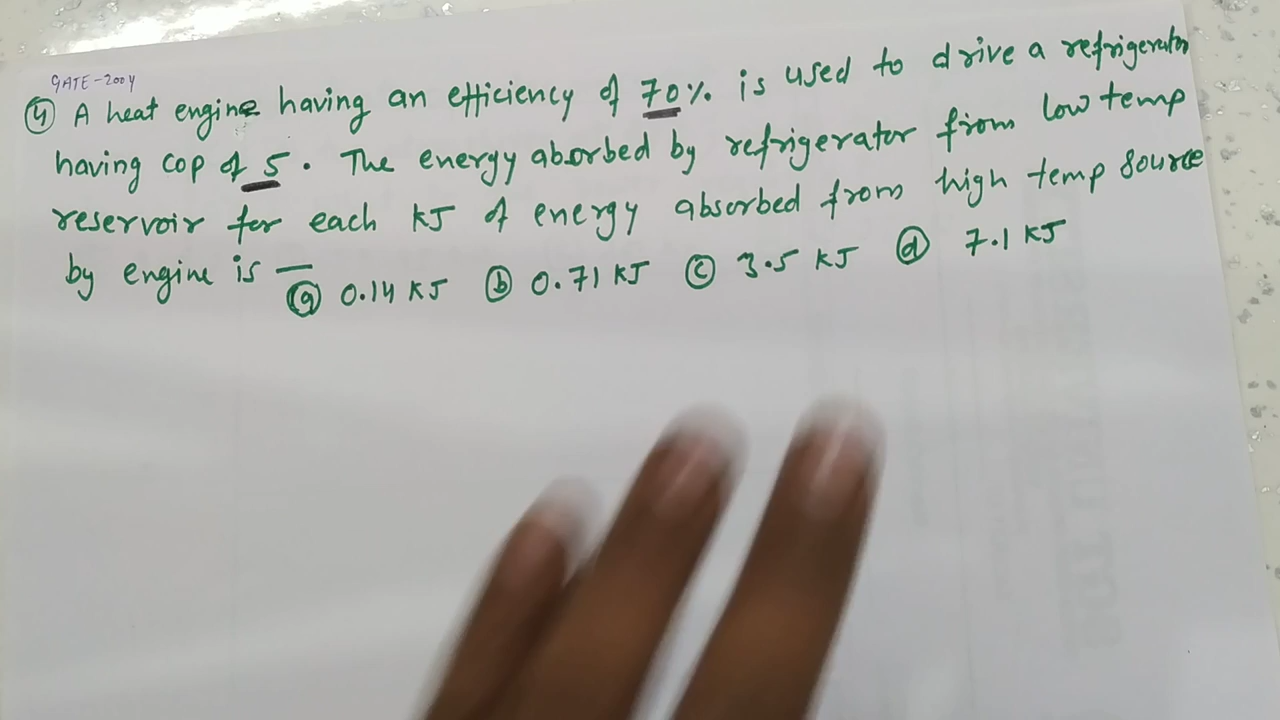 GATE-2004
④ A heat engine having an efficiency of 70% is used to drive a refrigerator
having cop of 5. The energy aborbed by refrigerator from low temp
reservoir for each kJ of energy absorbed from high temp source
by engine is — ⓐ 0.14 kJ ⓑ 0.71 kJ ⓒ 3.5 kJ ⓓ 7.1 kJ